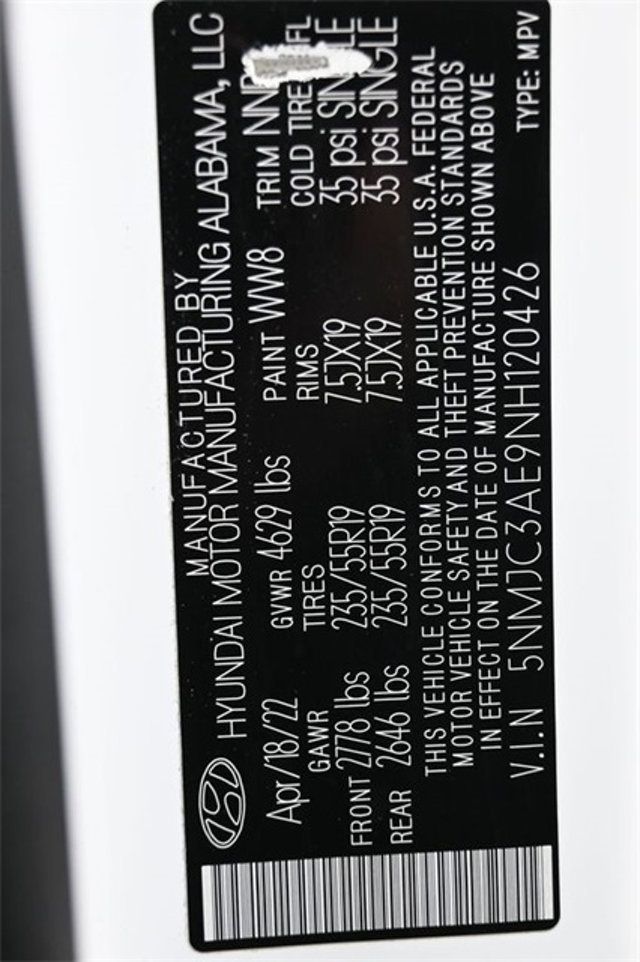 MANUFACTURED BY
HYUNDAI MOTOR MANUFACTURING ALABAMA, LLC
Apr/18/22 GVWR 4629 lbs PAINT WW8 TRIM
GAWR TIRES RIMS COLD TIRE
FRONT 2778 lbs 235/55R19 7.5JX19 35 psi SINGLE
REAR 2646 lbs 235/55R19 7.5JX19 35 psi SINGLE
THIS VEHICLE CONFORMS TO ALL APPLICABLE U.S.A. FEDERAL
MOTOR VEHICLE SAFETY AND THEFT PREVENTION STANDARDS
IN EFFECT ON THE DATE OF MANUFACTURE SHOWN ABOVE
V.I.N 5NMJC3AE9NH120426 TYPE: MPV